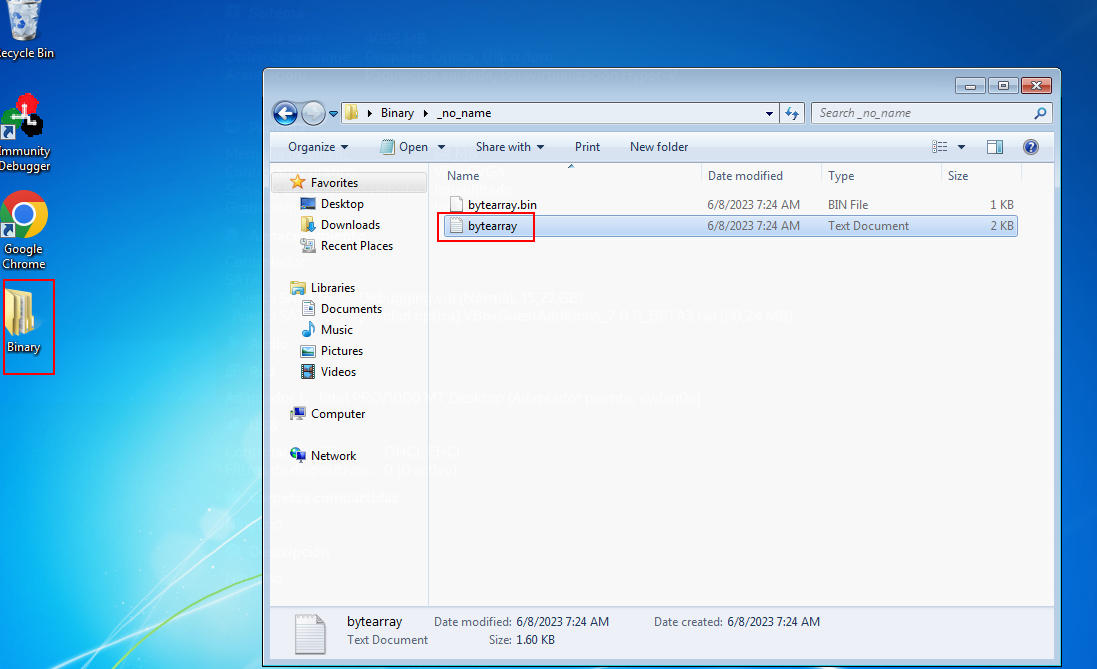 ecycle Bin
mmunity
Debugger
Google
Chrome
Binary
Binary
_no_name
Search _no_name
Organize
Open
Share with
Print
New folder
Name
Date modified
Type
Size
Favorites
Desktop
Downloads
Recent Places
Libraries
Documents
Music
Pictures
Videos
Computer
Network
bytearray.bin 6/8/2023 7:24 AM BIN File 1 KB
bytearray 6/8/2023 7:24 AM Text Document 2 KB
bytearray Date modified: 6/8/2023 7:24 AM Date created: 6/8/2023 7:24 AM
Text Document Size: 1.60 KB